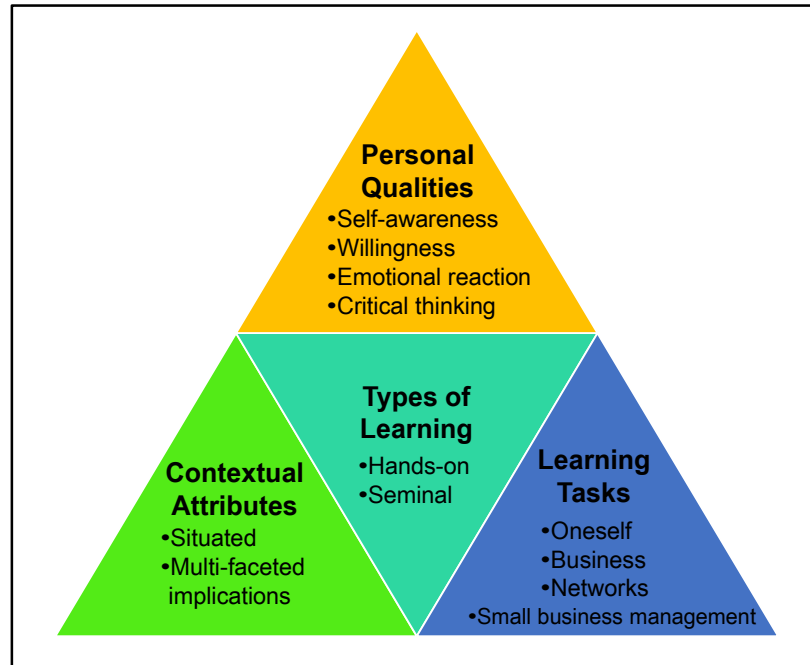 Personal
Qualities
•Self-awareness
•Willingness
•Emotional reaction
•Critical thinking
Types of
Learning
•Hands-on
•Seminal
Contextual
Attributes
•Situated
•Multi-faceted
implications
Learning
Tasks
•Oneself
•Business
•Networks
•Small business management